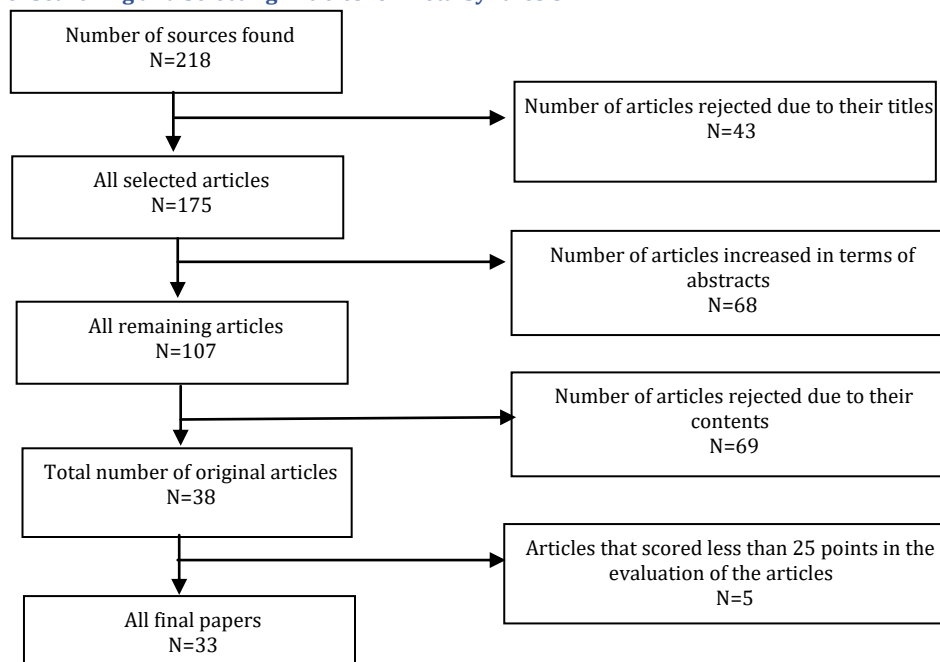 Number of sources found
N=218
Number of articles rejected due to their titles
N=43
All selected articles
N=175
Number of articles increased in terms of
abstracts
N=68
All remaining articles
N=107
Number of articles rejected due to their
contents
N=69
Total number of original articles
N=38
Articles that scored less than 25 points in the
evaluation of the articles
N=5
All final papers
N=33